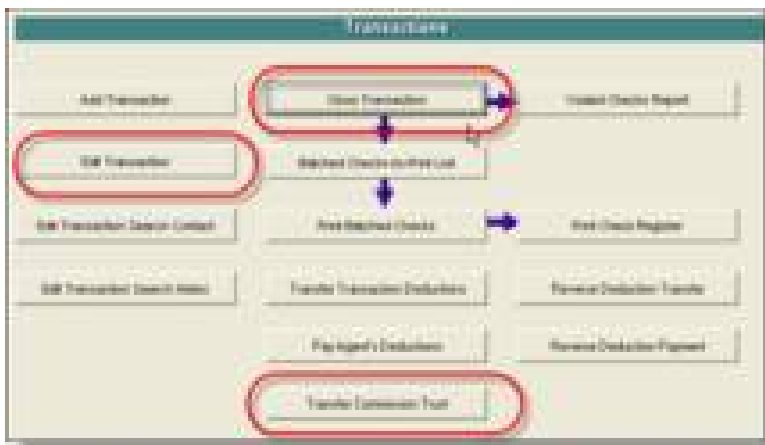 Transactions
Add Transaction
Close Transaction
Voided Checks Report
Edit Transaction
Batched Checks to Print List
Edit Transaction Search Contact
Print Batched Checks
Print Check Register
Edit Transaction Search Notes
Transfer Transaction Deductions
Reverse Deduction Transfer
Pay Agent's Deductions
Reverse Deduction Payment
Transfer Commission Trust